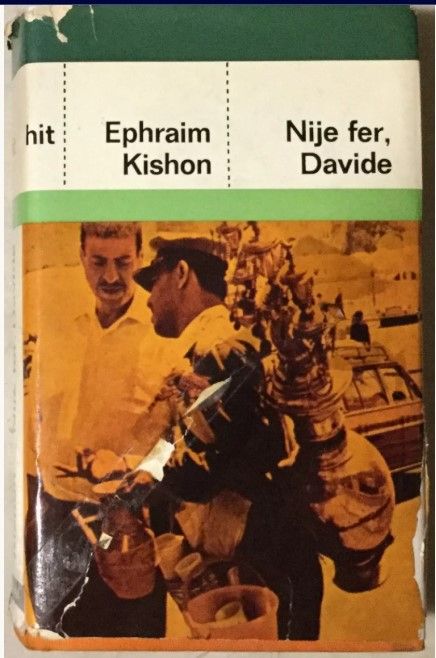 hit
Ephraim
Kishon
Nije fer,
Davide